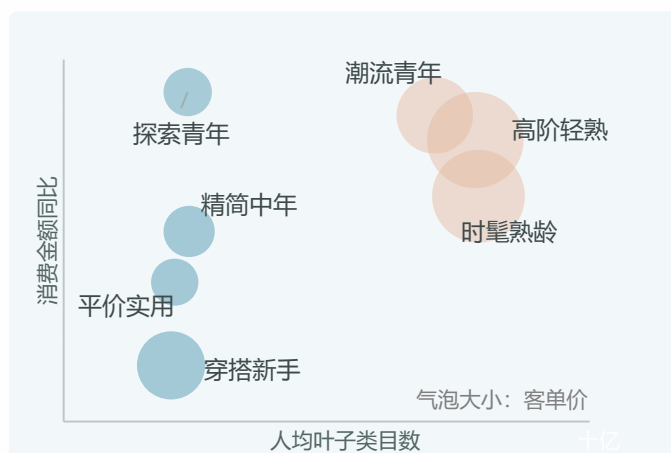 潮流青年
高阶轻熟
探索青年
/
精简中年
时髦熟龄
平价实用
穿搭新手
消费金额同比
气泡大小：客单价
人均叶子类目数
十亿